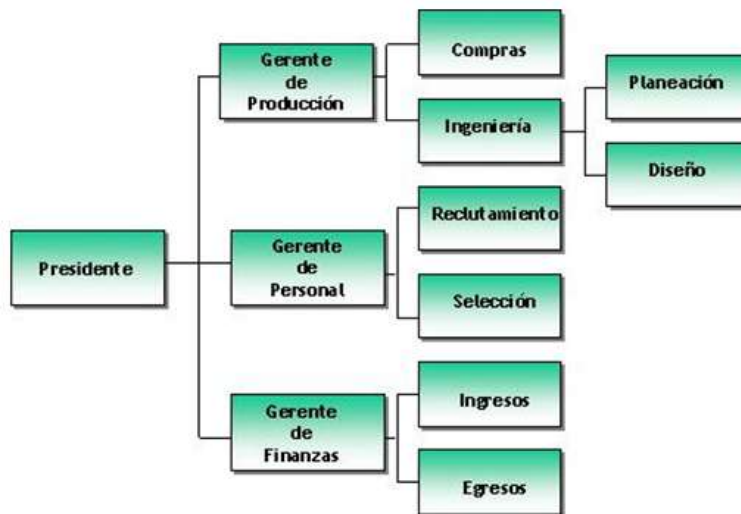 Presidente
Gerente
de
Producción
Compras
Ingeniería
Planeación
Diseño
Gerente
de
Personal
Reclutamiento
Selección
Gerente
de
Finanzas
Ingresos
Egresos